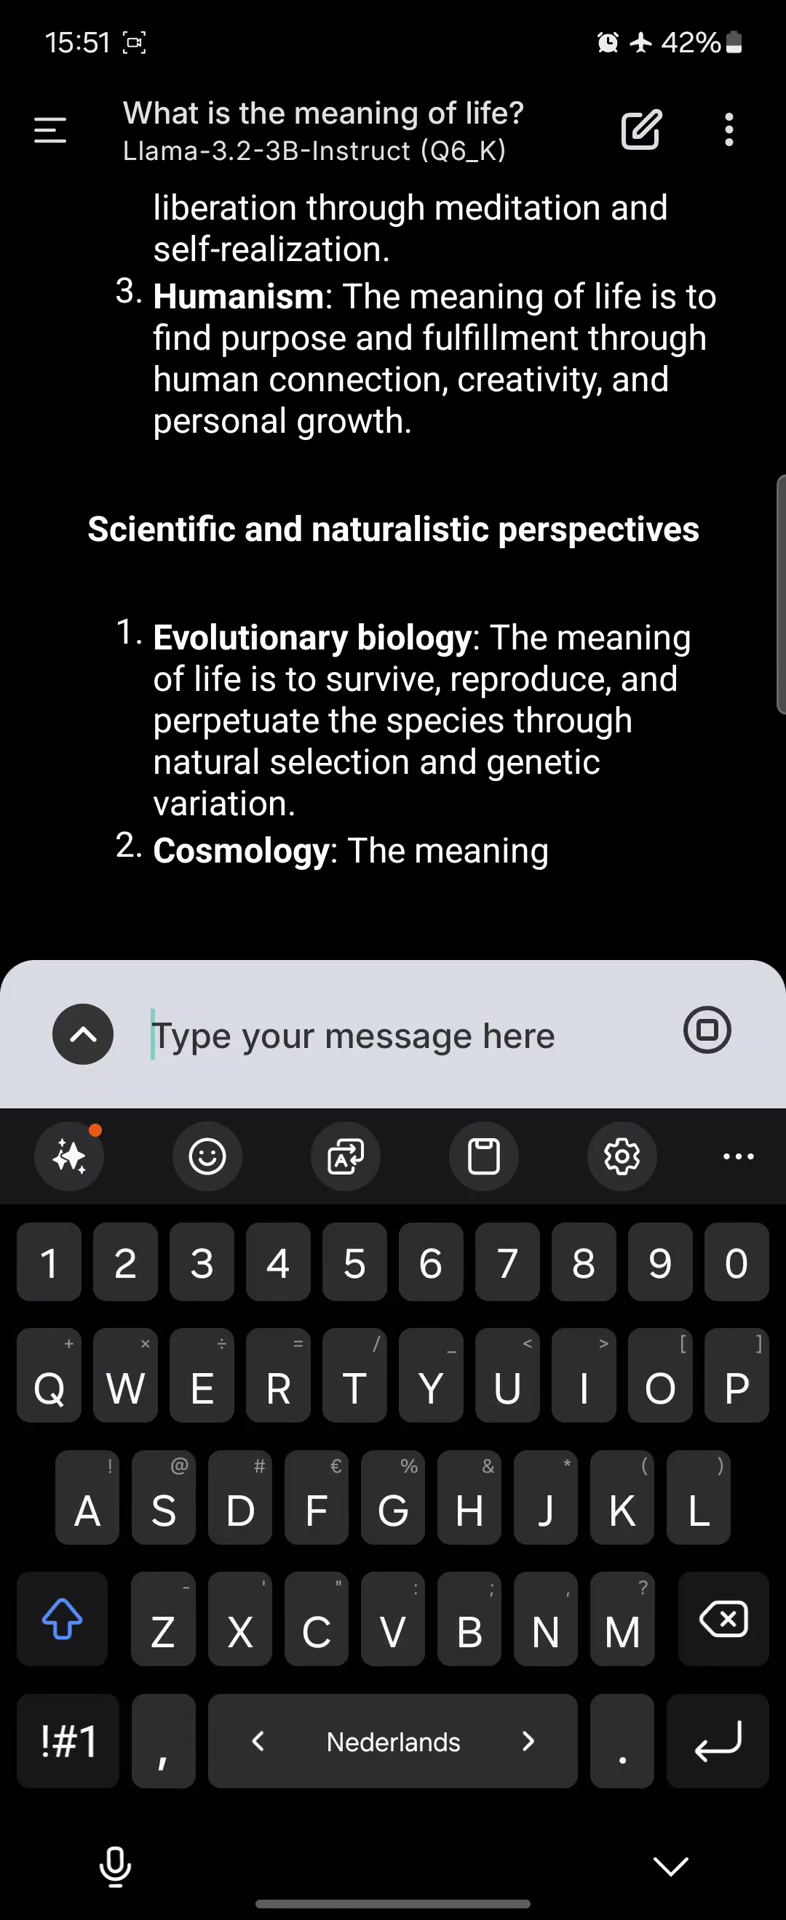 15:51 42%
What is the meaning of life?
Llama-3.2-3B-Instruct (Q6_K)
liberation through meditation and
self-realization.
3. Humanism: The meaning of life is to
find purpose and fulfillment through
human connection, creativity, and
personal growth.
Scientific and naturalistic perspectives
1. Evolutionary biology: The meaning
of life is to survive, reproduce, and
perpetuate the species through
natural selection and genetic
variation.
2. Cosmology: The meaning
Type your message here
1 2 3 4 5 6 7 8 9 0
+ × ÷ = / _ < > [ ]
Q W E R T Y U I O P
! @ # € % & * ( )
A S D F G H J K L
- ' " : ; , ?
Z X C V B N M
!#1 , < Nederlands > .